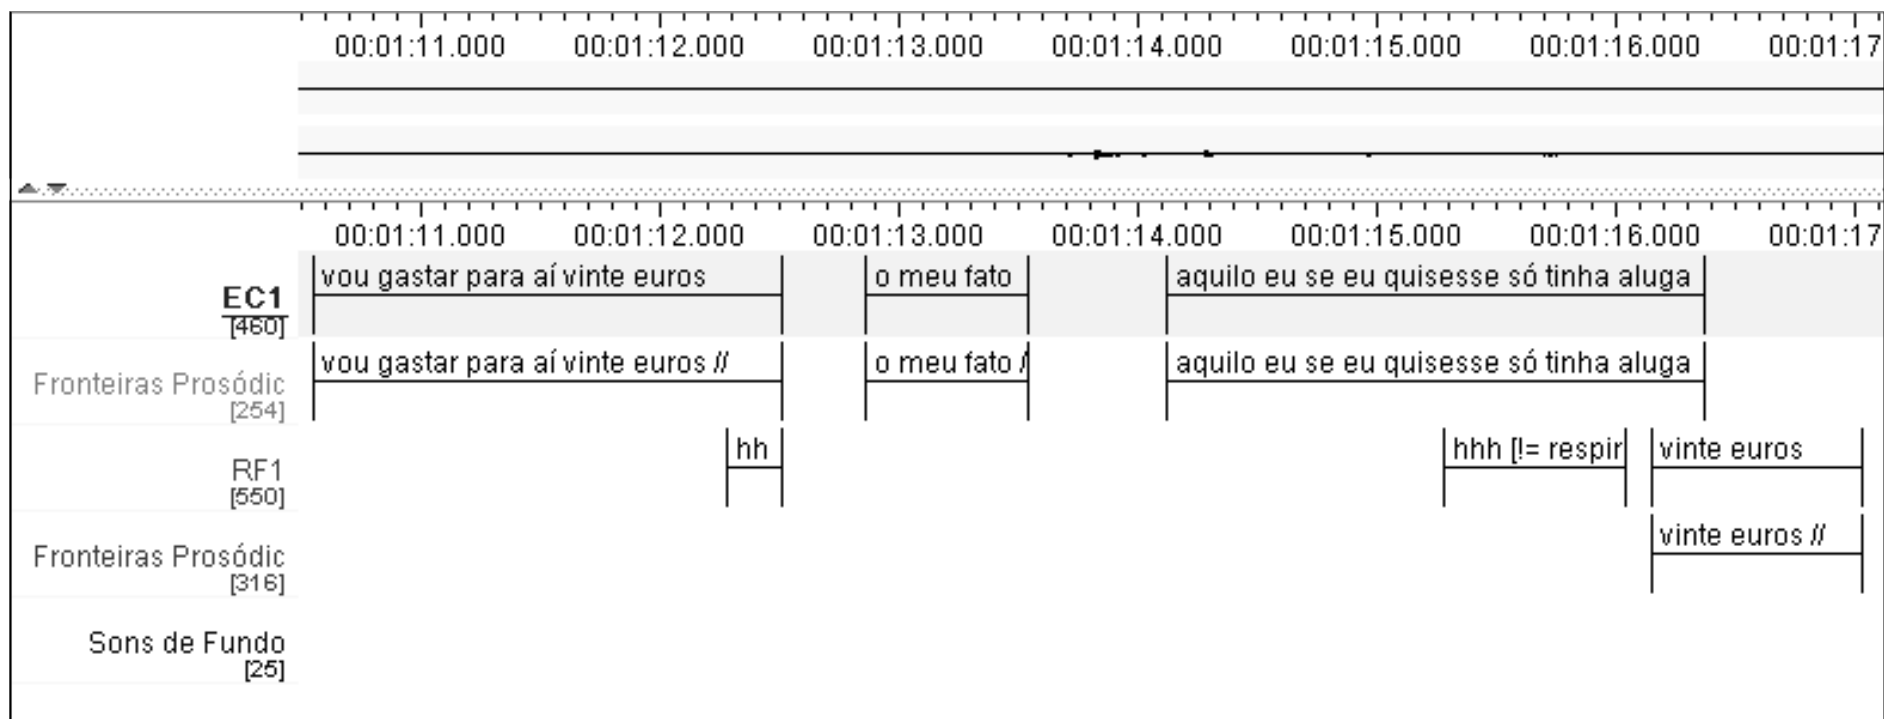 00:01:11.000 00:01:12.000 00:01:13.000 00:01:14.000 00:01:15.000 00:01:16.000 00:01:17
00:01:11.000 00:01:12.000 00:01:13.000 00:01:14.000 00:01:15.000 00:01:16.000 00:01:17
EC1 vou gastar para aí vinte euros o meu fato aquilo eu se eu quisesse só tinha aluga
[460]
Fronteiras Prosódic vou gastar para aí vinte euros // o meu fato / aquilo eu se eu quisesse só tinha aluga
[254]
RF1 hh hhh [!= respir vinte euros
[550]
Fronteiras Prosódic vinte euros //
[316]
Sons de Fundo
[25]